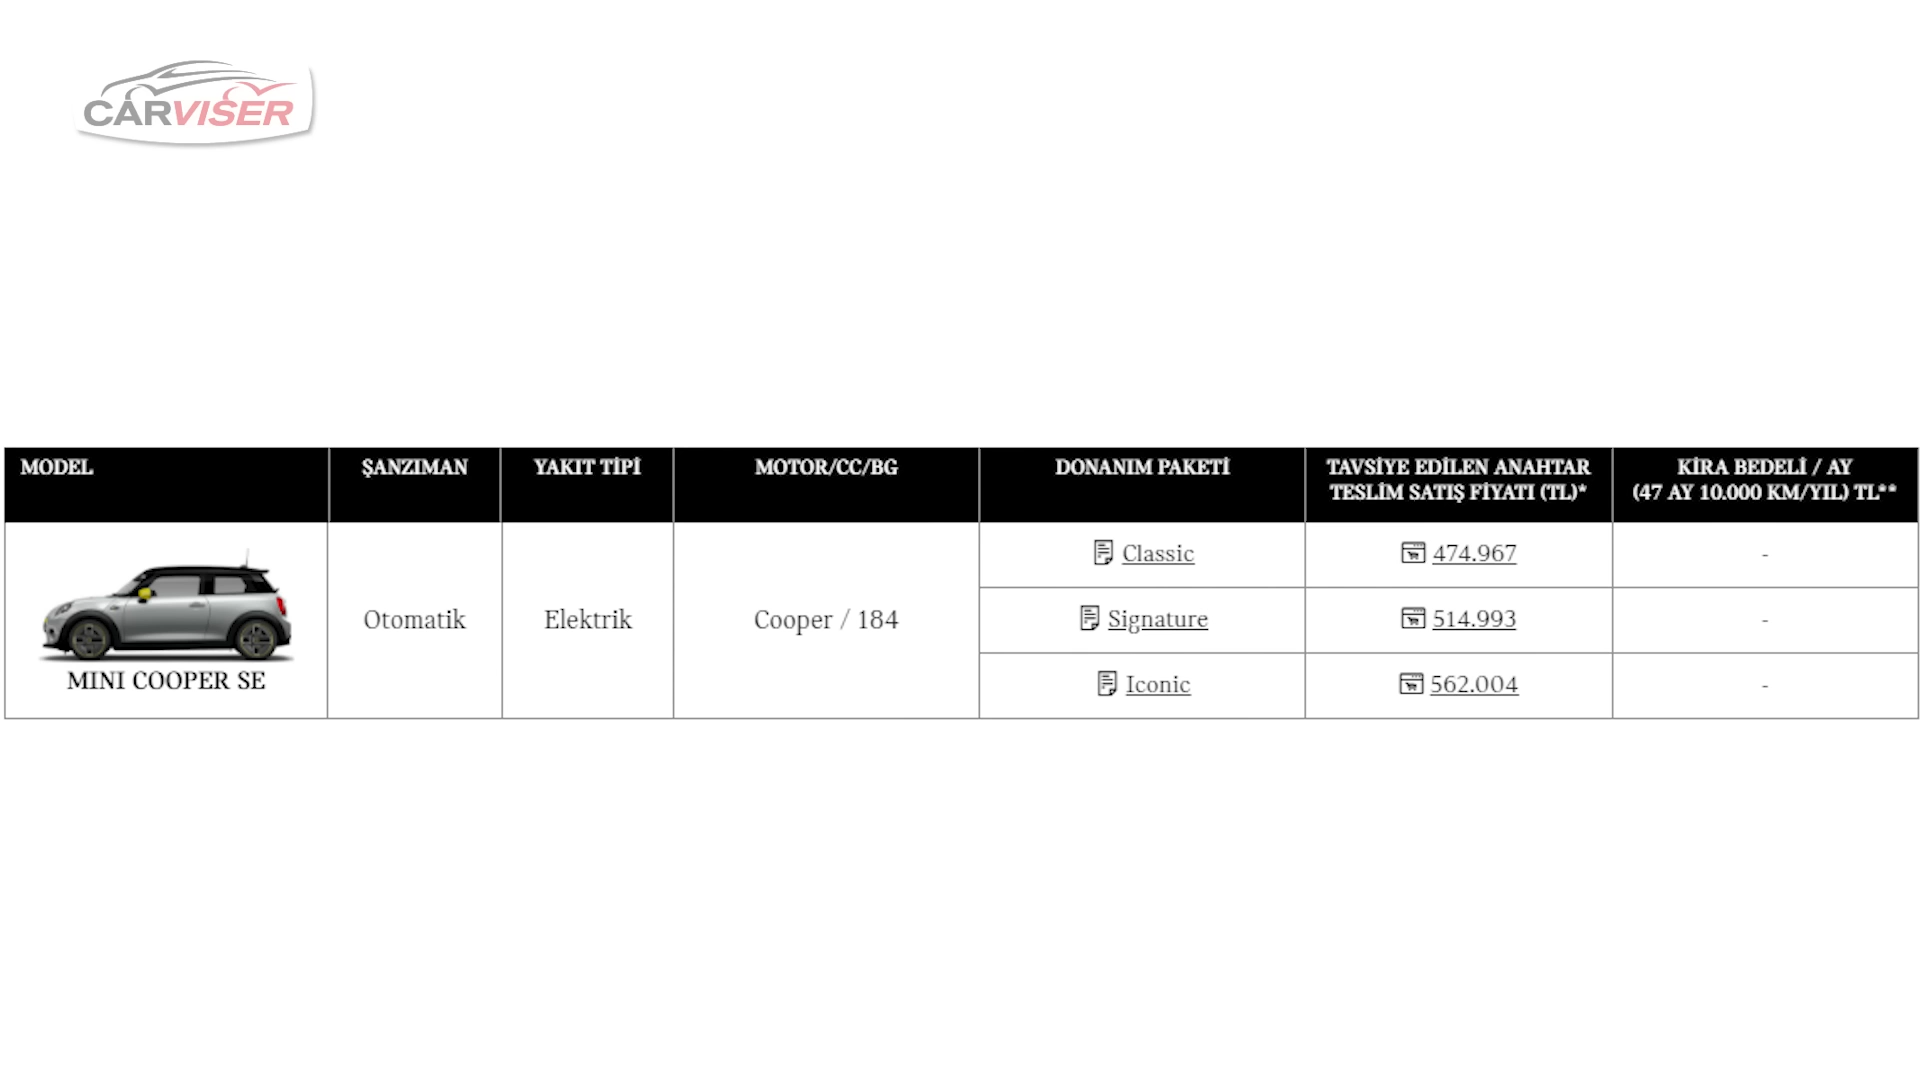 CARVISER
MODEL
ŞANZIMAN
YAKIT TİPİ
MOTOR/CC/BG
DONANIM PAKETİ
TAVSİYE EDİLEN ANAHTAR
TESLİM SATIŞ FİYATI (TL)*
KİRA BEDELİ / AY
(47 AY 10.000 KM/YIL) TL**
MINI COOPER SE
Otomatik
Elektrik
Cooper / 184
Classic
474.967
-
Signature
514.993
-
Iconic
562.004
-